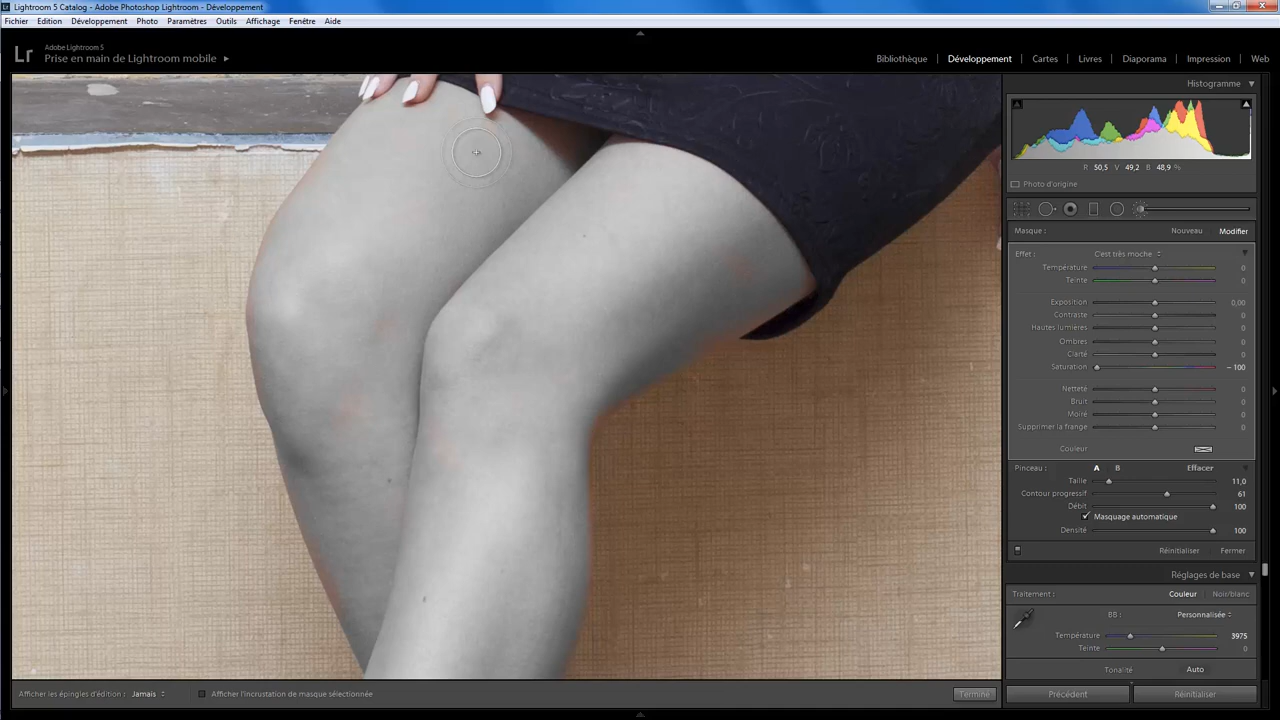 Lightroom 5 Catalog - Adobe Photoshop Lightroom - Développement
Fichier Edition Développement Photo Paramètres Outils Affichage Fenêtre Aide
Lr
Adobe Lightroom 5
Prise en main de Lightroom mobile
Bibliothèque Développement Cartes Livres Diaporama Impression Web
Histogramme
R 50,5 V 49,2 B 48,9 %
Photo d'origine
Masque : Nouveau Modifier
Effet : C'est très moche
Température 0
Teinte 0
Exposition 0,00
Contraste 0
Hautes lumières 0
Ombres 0
Clarté 0
Saturation – 100
Netteté 0
Bruit 0
Moiré 0
Supprimer la frange 0
Couleur
Pinceau : A B Effacer
Taille 11,0
Contour progressif 61
Débit 100
Masquage automatique
Densité 100
Réinitialiser Fermer
Réglages de base
Traitement : Couleur Noir/blanc
BB : Personnalisée
Température 3975
Teinte 0
Tonalité Auto
Afficher les épingles d'édition : Jamais Afficher l'incrustation de masque sélectionnée Terminé
Précédent Réinitialiser